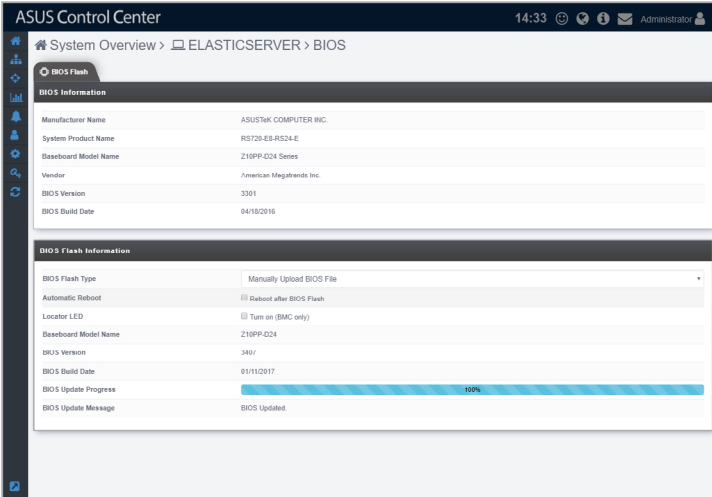 ASUS Control Center
14:33 Administrator
System Overview > ELASTICSERVER > BIOS
BIOS Flash
BIOS Information
Manufacturer Name ASUSTeK COMPUTER INC.
System Product Name RS720-E8-RS24-E
Baseboard Model Name Z10PP-D24 Series
Vendor American Megatrends Inc.
BIOS Version 3301
BIOS Build Date 04/18/2016
BIOS Flash Information
BIOS Flash Type Manually Upload BIOS File
Automatic Reboot Reboot after BIOS Flash
Locator LED Turn on (BMC only)
Baseboard Model Name Z10PP-D24
BIOS Version 3407
BIOS Build Date 01/11/2017
BIOS Update Progress 100%
BIOS Update Message BIOS Updated.